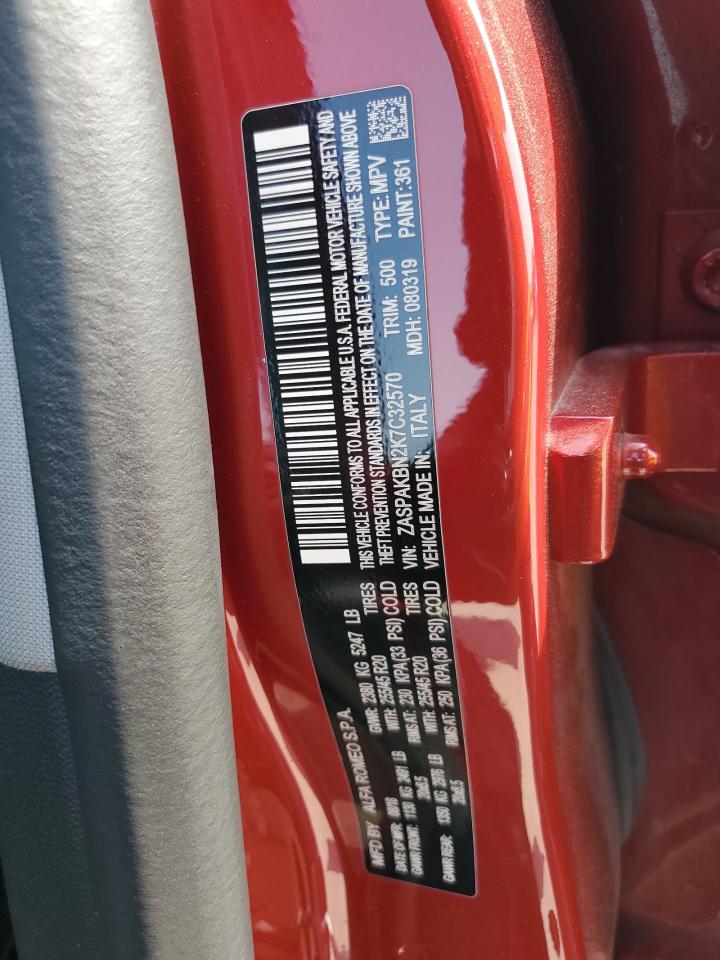 MFD BY ALFA ROMEO S.P.A.
DATE OF MFR: GVWR: 2380 KG 5247 LB
GAWR FRONT: 1130 KG 2491 LB WITH: 255/45 R20 TIRES
RIMS AT: 230 KPA(33 PSI) COLD
GAWR REAR: 1350 KG 2976 LB WITH: 255/45 R20 TIRES
RIMS AT: 250 KPA(36 PSI) COLD
THIS VEHICLE CONFORMS TO ALL APPLICABLE U.S.A. FEDERAL MOTOR VEHICLE SAFETY AND
THEFT PREVENTION STANDARDS IN EFFECT ON THE DATE OF MANUFACTURE SHOWN ABOVE
VIN: ZASPAKBN2K7C32570 TRIM: 500 TYPE:MPV
VEHICLE MADE IN: ITALY MDH: 080319 PAINT:361